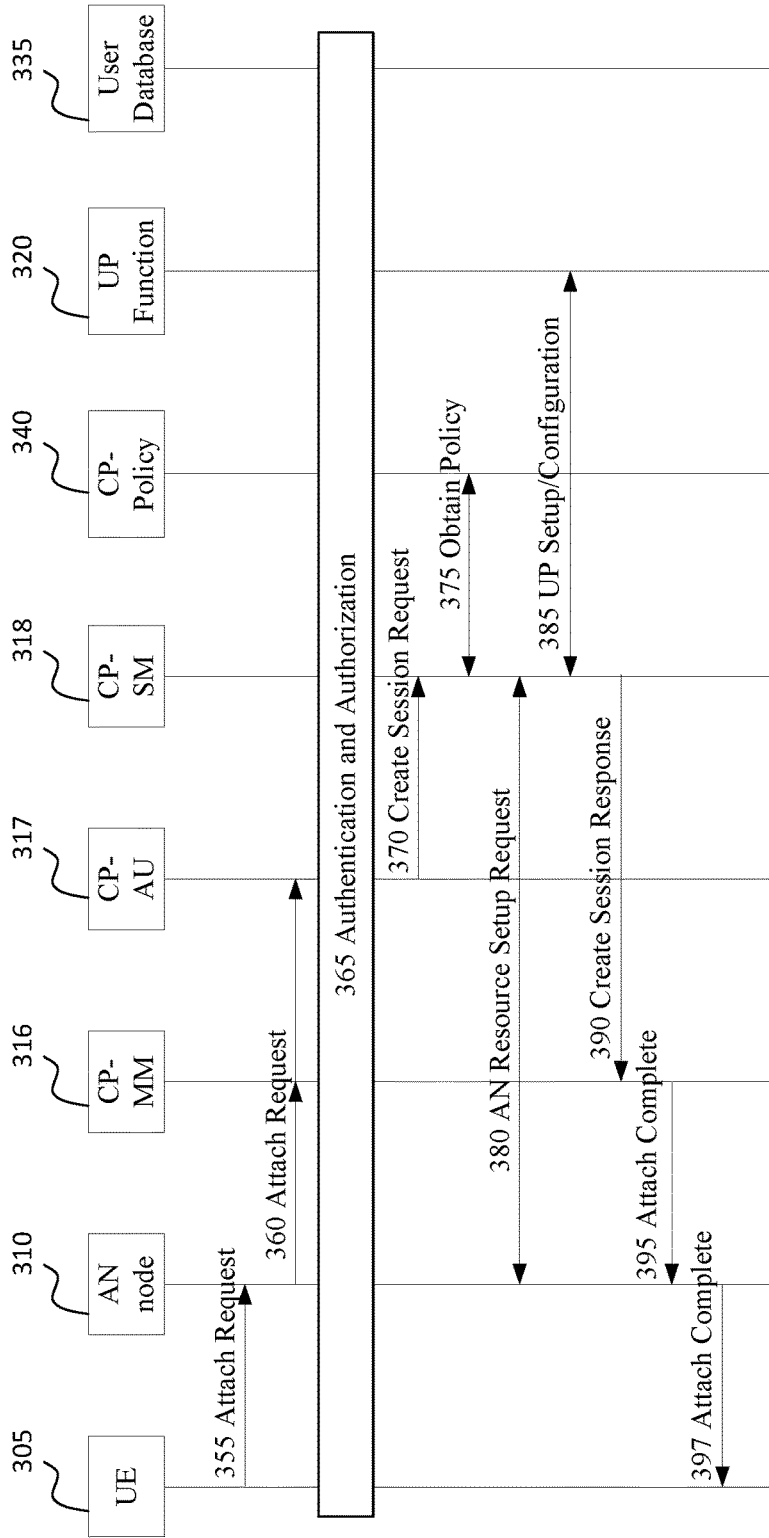 305
310
316
317
318
340
320
335
UE
AN
node
CP-
MM
CP-
AU
CP-
SM
CP-
Policy
UP
Function
User
Database
355 Attach Request
360 Attach Request
365 Authentication and Authorization
370 Create Session Request
375 Obtain Policy
380 AN Resource Setup Request
385 UP Setup/Configuration
390 Create Session Response
395 Attach Complete
397 Attach Complete